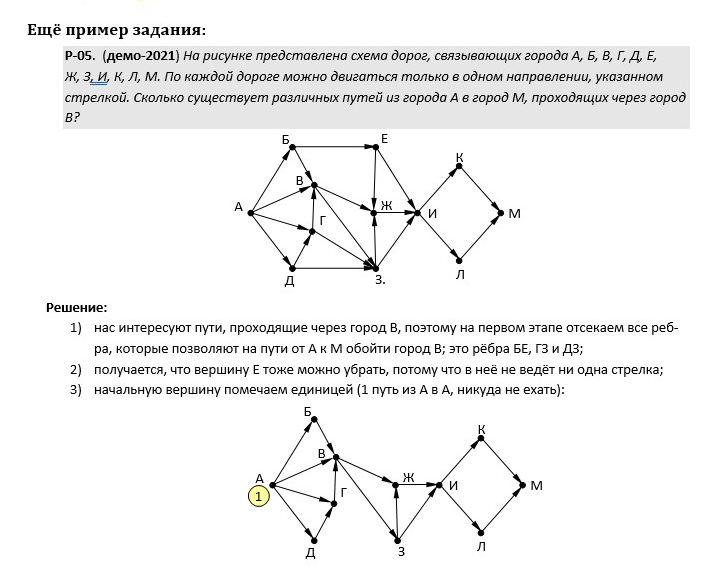 Ещё пример задания:
Р-05. (демо-2021) На рисунке представлена схема дорог, связывающих города А, Б, В, Г, Д, Е,
Ж, З, И, К, Л, М. По каждой дороге можно двигаться только в одном направлении, указанном
стрелкой. Сколько существует различных путей из города А в город М, проходящих через город
В?
Б
Е
К
В
А
Ж
И
М
Г
Д
З.
Л
Решение:
1) нас интересуют пути, проходящие через город В, поэтому на первом этапе отсекаем все реб-
ра, которые позволяют на пути от А к М обойти город В; это рёбра БЕ, ГЗ и ДЗ;
2) получается, что вершину Е тоже можно убрать, потому что в неё не ведёт ни одна стрелка;
3) начальную вершину помечаем единицей (1 путь из А в А, никуда не ехать):
Б
К
В
А
Ж
И
М
1
Г
Д
З
Л